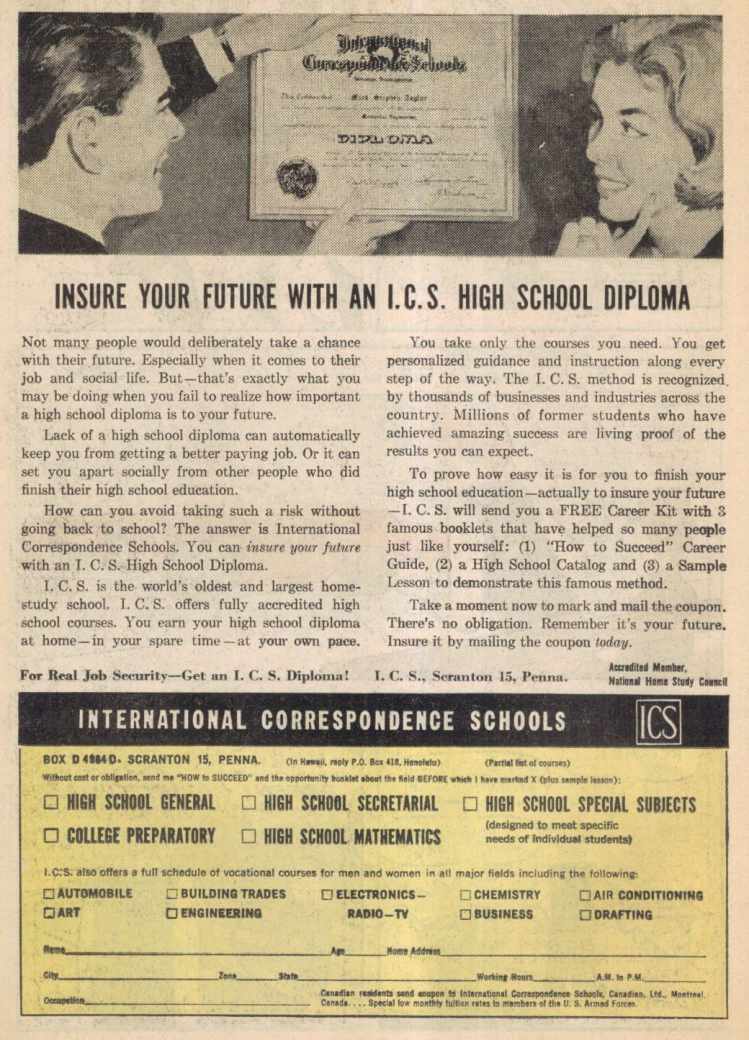 International
Correspondence Schools
DIPLOMA
INSURE YOUR FUTURE WITH AN I.C.S. HIGH SCHOOL DIPLOMA
Not many people would deliberately take a chance
with their future. Especially when it comes to their
job and social life. But—that's exactly what you
may be doing when you fail to realize how important
a high school diploma is to your future.
Lack of a high school diploma can automatically
keep you from getting a better paying job. Or it can
set you apart socially from other people who did
finish their high school education.
How can you avoid taking such a risk without
going back to school? The answer is International
Correspondence Schools. You can insure your future
with an I. C. S. High School Diploma.
I. C. S. is the world's oldest and largest home-
study school. I. C. S. offers fully accredited high
school courses. You earn your high school diploma
at home—in your spare time—at your own pace.
You take only the courses you need. You get
personalized guidance and instruction along every
step of the way. The I. C. S. method is recognized
by thousands of businesses and industries across the
country. Millions of former students who have
achieved amazing success are living proof of the
results you can expect.
To prove how easy it is for you to finish your
high school education—actually to insure your future
—I. C. S. will send you a FREE Career Kit with 3
famous booklets that have helped so many people
just like yourself: (1) "How to Succeed" Career
Guide, (2) a High School Catalog and (3) a Sample
Lesson to demonstrate this famous method.
Take a moment now to mark and mail the coupon.
There's no obligation. Remember it's your future.
Insure it by mailing the coupon today.
For Real Job Security—Get an I. C. S. Diploma! I. C. S., Scranton 15, Penna.
Accredited Member,
National Home Study Council
INTERNATIONAL CORRESPONDENCE SCHOOLS ICS
BOX D 4984 D. SCRANTON 15, PENNA. (In Hawaii, reply P.O. Box 418, Honolulu) (Partial list of courses)
Without cost or obligation, send me "HOW to SUCCEED" and the opportunity booklet about the field BEFORE which I have marked X (plus sample lesson):
HIGH SCHOOL GENERAL HIGH SCHOOL SECRETARIAL HIGH SCHOOL SPECIAL SUBJECTS
(designed to meet specific
COLLEGE PREPARATORY HIGH SCHOOL MATHEMATICS needs of individual students)
I.C.S. also offers a full schedule of vocational courses for men and women in all major fields including the following:
AUTOMOBILE BUILDING TRADES ELECTRONICS— CHEMISTRY AIR CONDITIONING
ART ENGINEERING RADIO—TV BUSINESS DRAFTING
Name Age Home Address
City Zone State Working Hours A.M. to P.M.
Occupation
Canadian residents send coupon to International Correspondence Schools, Canadian, Ltd., Montreal,
Canada. . . . Special low monthly tuition rates to members of the U. S. Armed Forces.